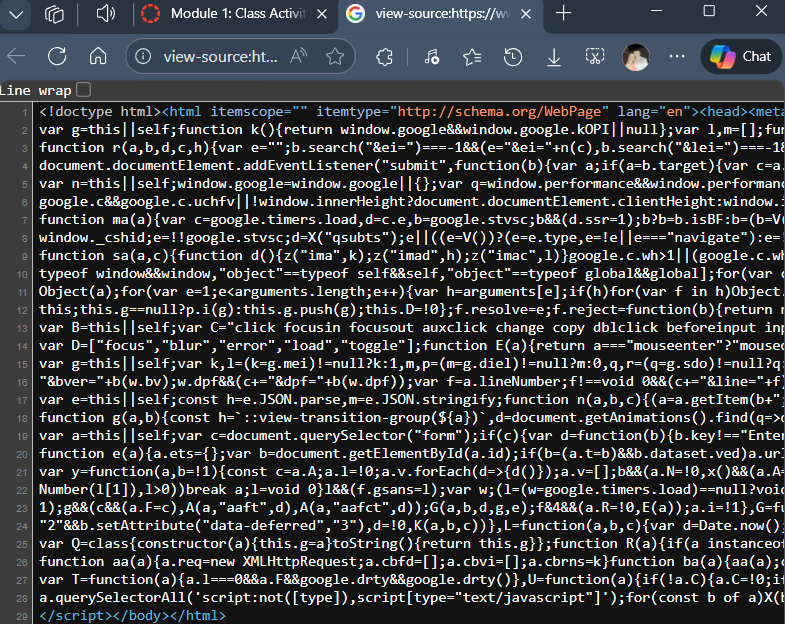 Module 1: Class Activit
view-source:https://ww
view-source:ht...
Chat
Line wrap
1 <!doctype html><html itemscope="" itemtype="http://schema.org/WebPage" lang="en"><head><meta
2 var g=this||self;function k(){return window.google&&window.google.kOPI||null};var l,m=[];fun
3 function r(a,b,d,c,h){var e="";b.search("&ei=")===-1&&(e="&ei="+n(c),b.search("&lei=")===-1&
4 document.documentElement.addEventListener("submit",function(b){var a;if(a=b.target){var c=a.
5 var n=this||self;window.google=window.google||{};var q=window.performance&&window.performan
6 google.c&&google.c.uchfv||!window.innerHeight?document.documentElement.clientHeight:window.i
7 function ma(a){var c=google.timers.load,d=c.e,b=google.stvsc;b&&(d.ssr=1);b?b=b.isBF:b=(b=V(
8 window._cshid;e=!!google.stvsc;d=X("qsubts");e||((e=V())?(e=e.type,e=!e||e==="navigate"):e=
9 function sa(a,c){function d(){z("ima",k);z("imad",h);z("imac",l)}google.c.wh>1||(google.c.wh
10 typeof window&&window,"object"==typeof self&&self,"object"==typeof global&&global];for(var c
11 Object(a);for(var e=1;e<arguments.length;e++){var h=arguments[e];if(h)for(var f in h)Object.
12 this;this.g==null?p.i(g):this.g.push(g);this.D=!0};f.resolve=e;f.reject=function(b){return n
13 var B=this||self;var C="click focusin focusout auxclick change copy dblclick beforeinput inp
14 var D=["focus","blur","error","load","toggle"];function E(a){return a==="mouseenter"?"mouseo
15 var g=this||self;var k,l=(k=g.mei)!=null?k:1,m,p=(m=g.diel)!=null?m:0,q,r=(q=g.sdo)!=null?q:
16 "&bver="+b(w.bv);w.dpf&&(c+="&dpf="+b(w.dpf));var f=a.lineNumber;f!==void 0&&(c+="&line="+f)
17 var e=this||self;const h=e.JSON.parse,m=e.JSON.stringify;function n(a,b,c){(a=a.getItem(b+"
18 function g(a,b){const h=`::view-transition-group(${a})`,d=document.getAnimations().find(q=>
19 var a=this||self;var c=document.querySelector("form");if(c){var d=function(b){b.key!=="Enter
20 function e(a){a.ets={};var b=document.getElementById(a.id);if(b=(a.t=b)&&b.dataset.ved)a.url
21 var y=function(a,b=!1){const c=a.A;a.l=!0;a.v.forEach(d=>{d()});a.v=[];b&&(a.N=!0,x()&&(a.A=
22 Number(l[1]),l>0))break a;l=void 0}l&&(f.gsans=l);var w;(l=(w=google.timers.load)==null?void
23 1);g&&(c&&(a.F=c),A(a,"aaft",d),A(a,"aafct",d));G(a,b,d,g,e);f&4&&(a.R=!0,E(a));a.i=!1},G=fu
24 "2"&&b.setAttribute("data-deferred","3"),d=!0,K(a,b,c))},L=function(a,b,c){var d=Date.now();
25 var Q=class{constructor(a){this.g=a}toString(){return this.g}};function R(a){if(a instanceof
26 function aa(a){a.req=new XMLHttpRequest;a.cbfd=[];a.cbvi=[];a.cbrns=k}function ba(a){aa(a);c
27 var T=function(a){a.l===0&&a.F&&google.drty&&google.drty()},U=function(a){if(!a.C){a.C=!0;if
28 a.querySelectorAll('script:not([type]),script[type="text/javascript"]');for(const b of a)X(b
29 </script></body></html>